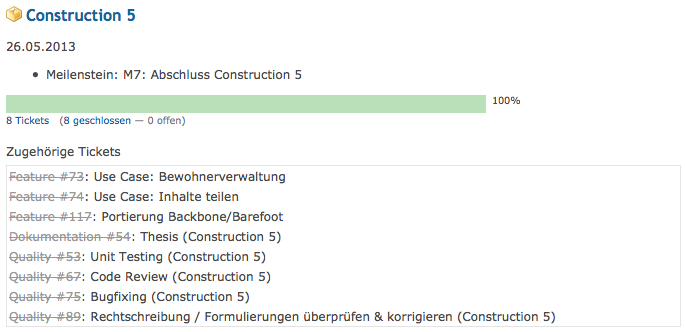 Construction 5
26.05.2013
• Meilenstein: M7: Abschluss Construction 5
100%
8 Tickets (8 geschlossen — 0 offen)
Zugehörige Tickets
Feature #73: Use Case: Bewohnerverwaltung
Feature #74: Use Case: Inhalte teilen
Feature #117: Portierung Backbone/Barefoot
Dokumentation #54: Thesis (Construction 5)
Quality #53: Unit Testing (Construction 5)
Quality #67: Code Review (Construction 5)
Quality #75: Bugfixing (Construction 5)
Quality #89: Rechtschreibung / Formulierungen überprüfen & korrigieren (Construction 5)